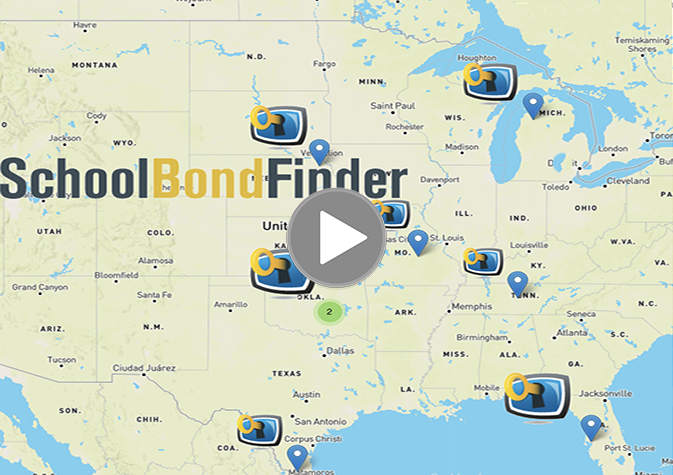 Havre
MONTANA
N.D.
Fargo
Helena
MINN.
Houghton
Temiskaming
Shores
Saint Paul
Cody
WIS.
MICH.
Jackson
WYO.
Rochester
Madison
London
Toro
SchoolBondFinder
Davenport
Toledo
Cleveland
Buf
PA.
OHIO
ILL.
IND.
UTAH
COLO.
Unit
W.VA.
St. Louis
MO.
Louisville
KY.
VA.
Alamosa
Bloomfield
Grand Canyon
Santa Fe
Amarillo
OKLA.
2
TENN.
Memphis
N.C.
ARIZ.
N.M.
ARK.
Seneca
Atlanta
S.C.
Birmingham
Dallas
Tucson
Ciudad Juárez
MISS.
ALA.
GA.
TEXAS
LA.
Mobile
Jacksonville
Austin
SON.
CHIH.
San Antonio
COA.
Corpus Christi
Port St. Lucie
Matamoros